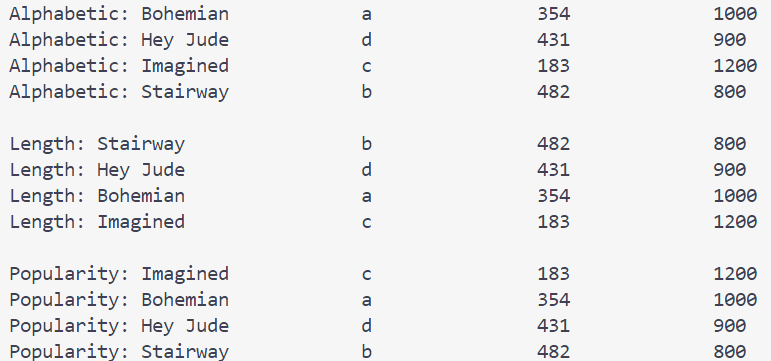 Alphabetic: Bohemian a 354 1000
Alphabetic: Hey Jude d 431 900
Alphabetic: Imagined c 183 1200
Alphabetic: Stairway b 482 800
Length: Stairway b 482 800
Length: Hey Jude d 431 900
Length: Bohemian a 354 1000
Length: Imagined c 183 1200
Popularity: Imagined c 183 1200
Popularity: Bohemian a 354 1000
Popularity: Hey Jude d 431 900
Popularity: Stairway b 482 800